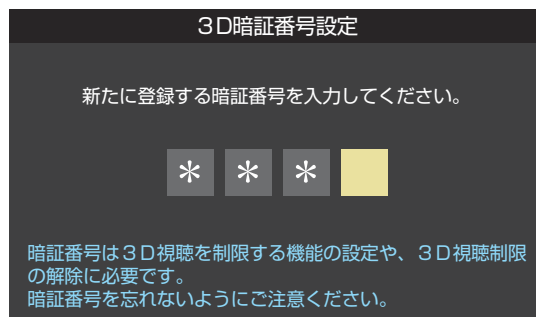 ３Ｄ暗証番号設定
新たに登録する暗証番号を入力してください。
＊ ＊ ＊
暗証番号は３Ｄ視聴を制限する機能の設定や、３Ｄ視聴制限
の解除に必要です。
暗証番号を忘れないようにご注意ください。